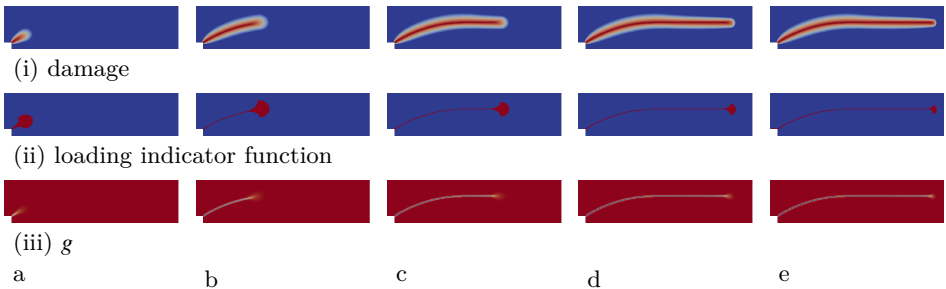 (i) damage
(ii) loading indicator function
(iii) g
a b c d e